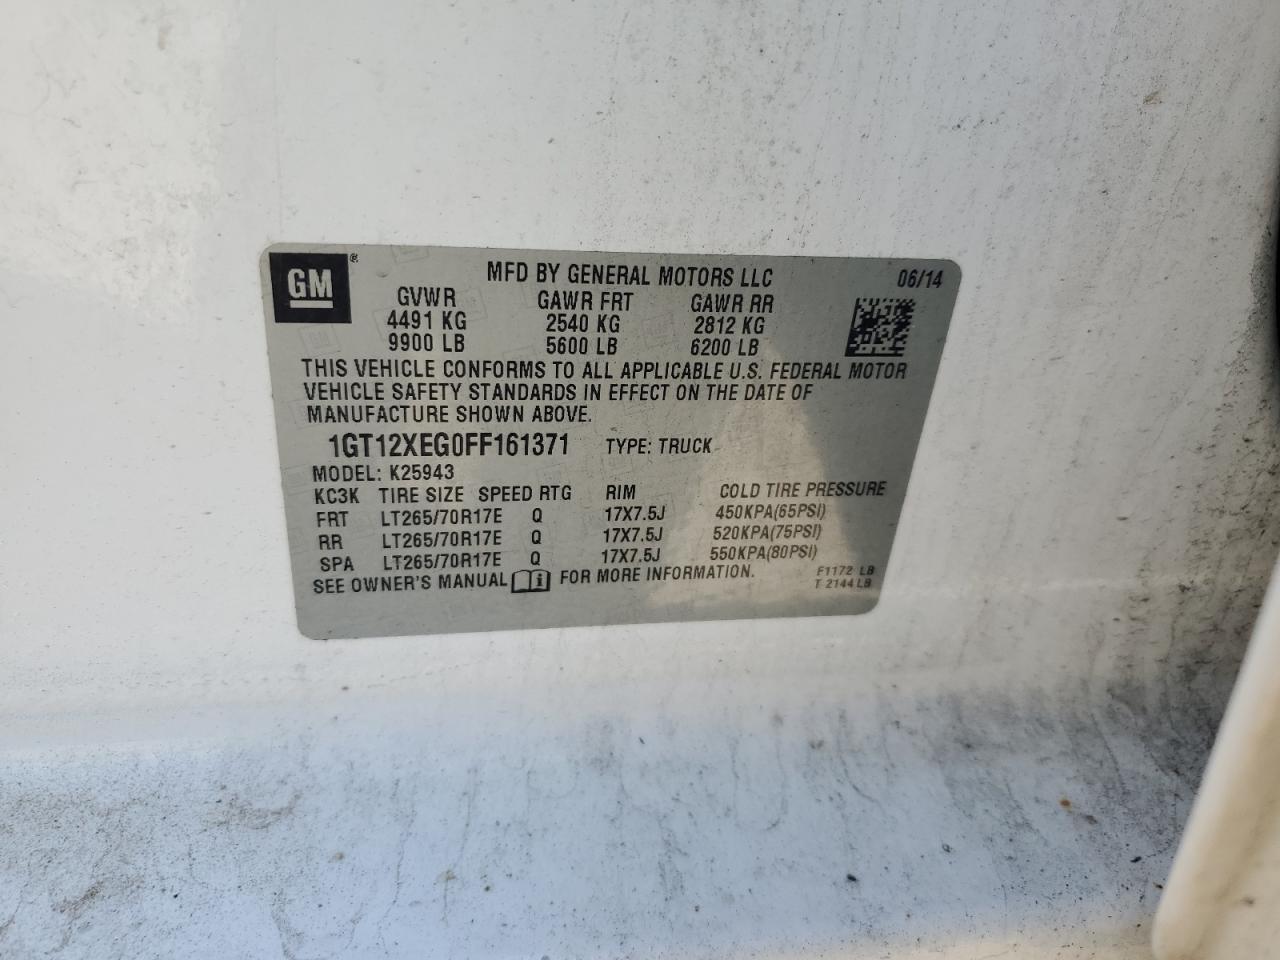 GM ®
MFD BY GENERAL MOTORS LLC 06/14
GVWR GAWR FRT GAWR RR
4491 KG 2540 KG 2812 KG
9900 LB 5600 LB 6200 LB
THIS VEHICLE CONFORMS TO ALL APPLICABLE U.S. FEDERAL MOTOR
VEHICLE SAFETY STANDARDS IN EFFECT ON THE DATE OF
MANUFACTURE SHOWN ABOVE.
1GT12XEG0FF161371 TYPE: TRUCK
MODEL: K25943
KC3K TIRE SIZE SPEED RTG RIM COLD TIRE PRESSURE
FRT LT265/70R17E Q 17X7.5J 450KPA(65PSI)
RR LT265/70R17E Q 17X7.5J 520KPA(75PSI)
SPA LT265/70R17E Q 17X7.5J 550KPA(80PSI)
SEE OWNER'S MANUAL FOR MORE INFORMATION. F1172 LB
T 2144 LB